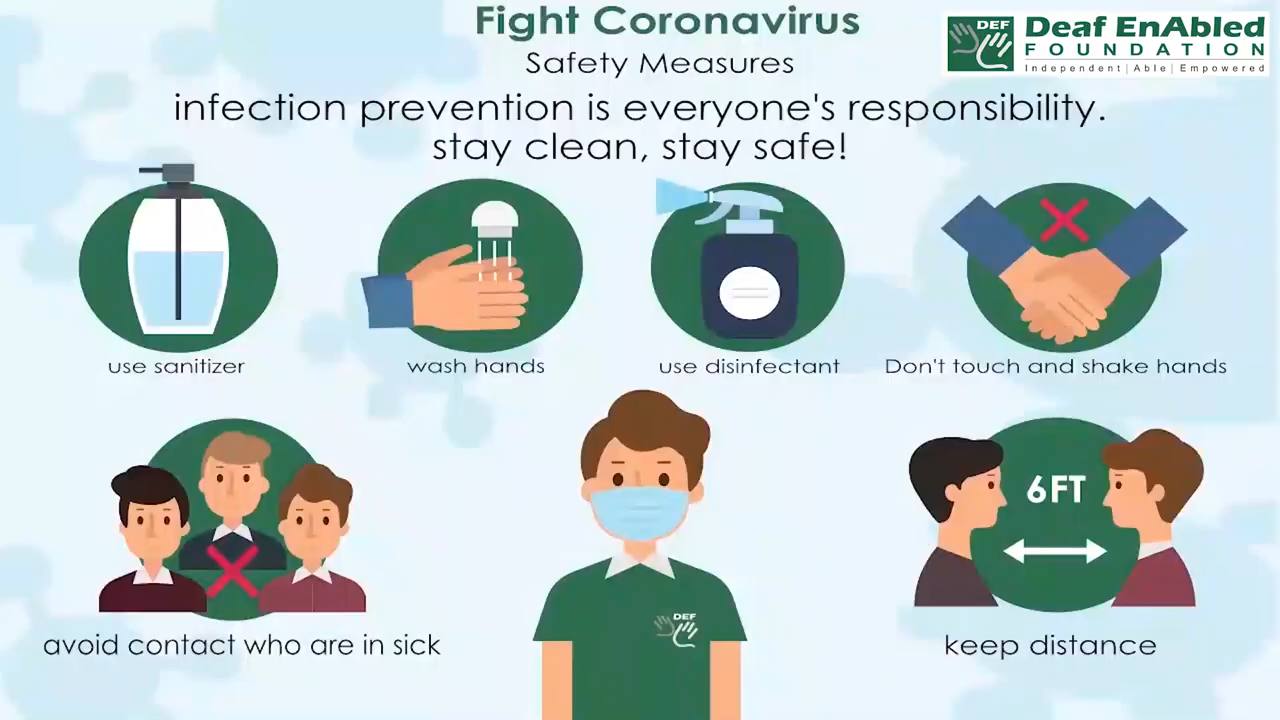 Fight Coronavirus
Safety Measures
DEF
Deaf EnAbled
FOUNDATION
Independent | Able | Empowered
infection prevention is everyone's responsibility.
stay clean, stay safe!
use sanitizer
wash hands
use disinfectant
Don't touch and shake hands
6FT
DEF
avoid contact who are in sick
keep distance